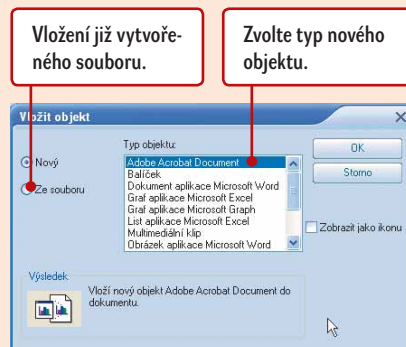 Vložení již vytvoře-
ného souboru.
Zvolte typ nového
objektu.
Vložit objekt
Typ objektu:
Nový
Ze souboru
Adobe Acrobat Document
Balíček
Dokument aplikace Microsoft Word
Graf aplikace Microsoft Excel
Graf aplikace Microsoft Graph
List aplikace Microsoft Excel
Multimediální klip
Obrázek aplikace Microsoft Word
OK
Storno
Zobrazit jako ikonu
Výsledek
Vloží nový objekt Adobe Acrobat Document do
dokumentu.